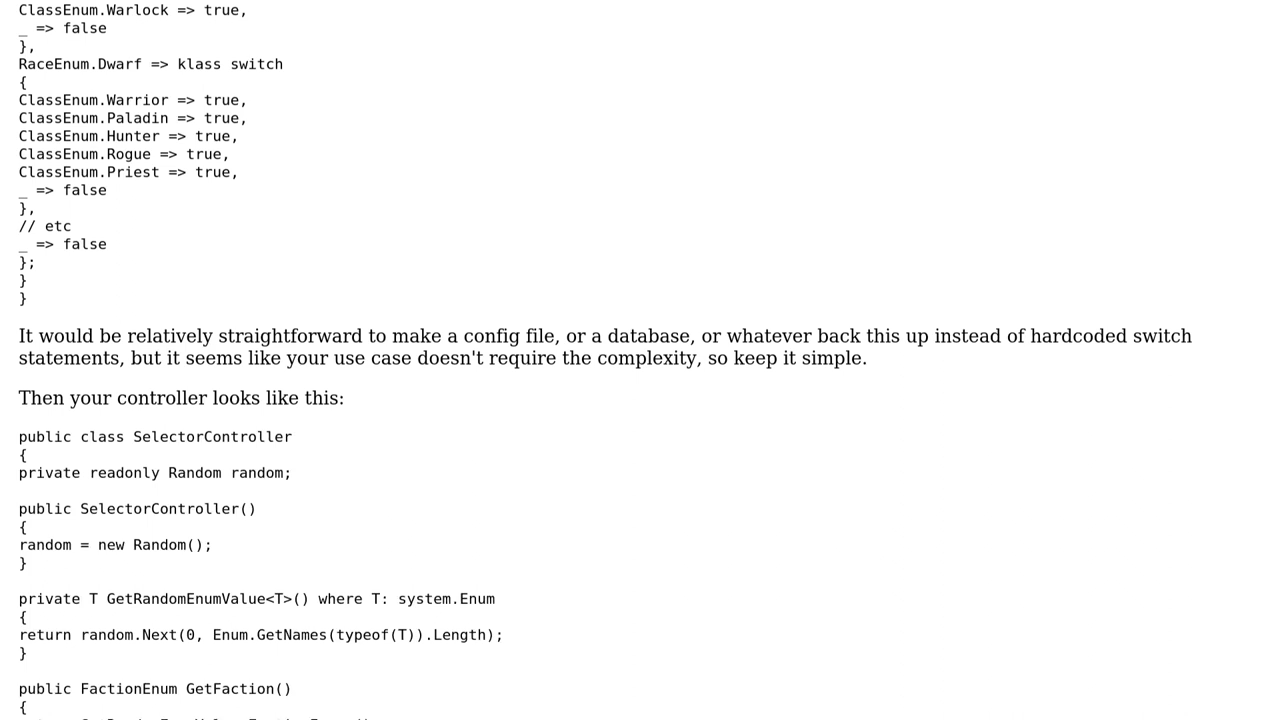 ClassEnum.Warlock => true,
_ => false
},
RaceEnum.Dwarf => klass switch
{
ClassEnum.Warrior => true,
ClassEnum.Paladin => true,
ClassEnum.Hunter => true,
ClassEnum.Rogue => true,
ClassEnum.Priest => true,
_ => false
},
// etc
_ => false
};
}
}
It would be relatively straightforward to make a config file, or a database, or whatever back this up instead of hardcoded switch
statements, but it seems like your use case doesn't require the complexity, so keep it simple.
Then your controller looks like this:
public class SelectorController
{
private readonly Random random;
public SelectorController()
{
random = new Random();
}
private T GetRandomEnumValue<T>() where T: system.Enum
{
return random.Next(0, Enum.GetNames(typeof(T)).Length);
}
public FactionEnum GetFaction()
{